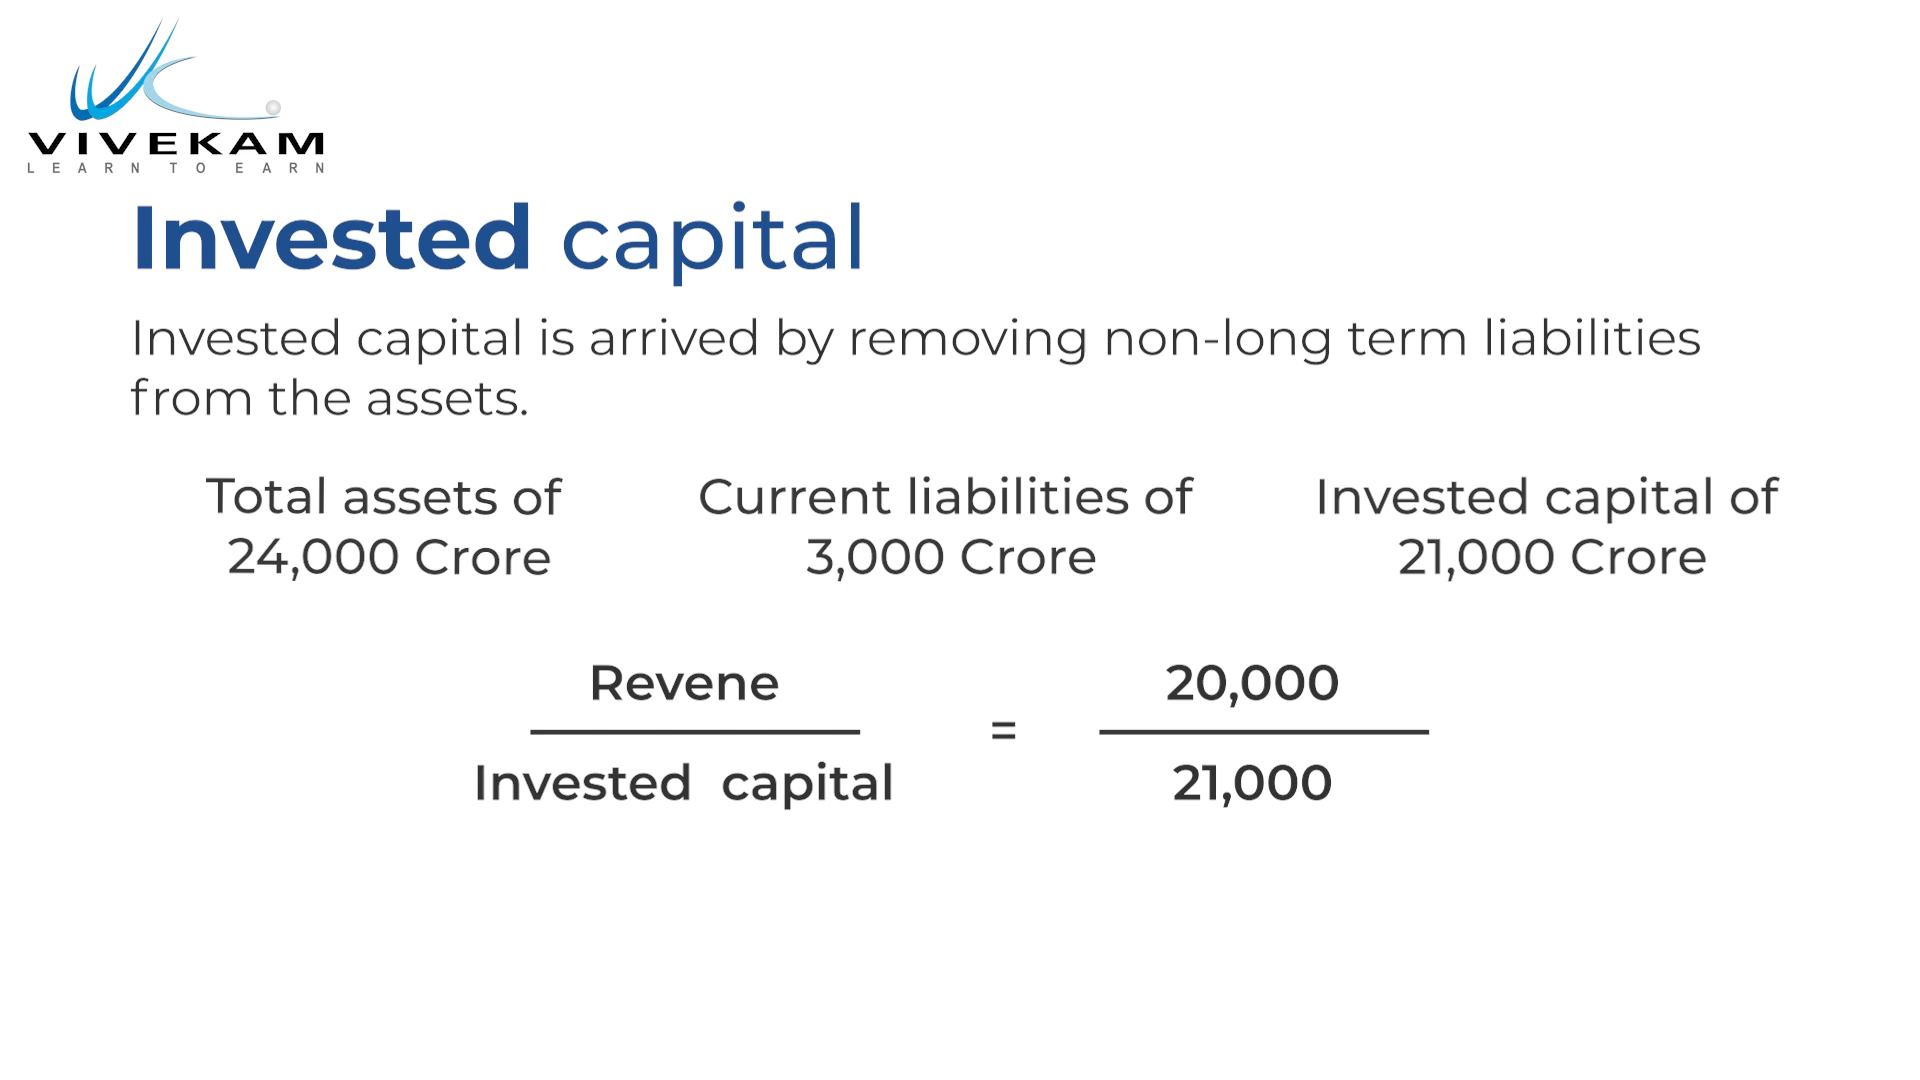 VIVEKAM
LEARN TO EARN
Invested capital
Invested capital is arrived by removing non-long term liabilities
from the assets.
Total assets of
24,000 Crore
Current liabilities of
3,000 Crore
Invested capital of
21,000 Crore
Revene
Invested capital
=
20,000
21,000